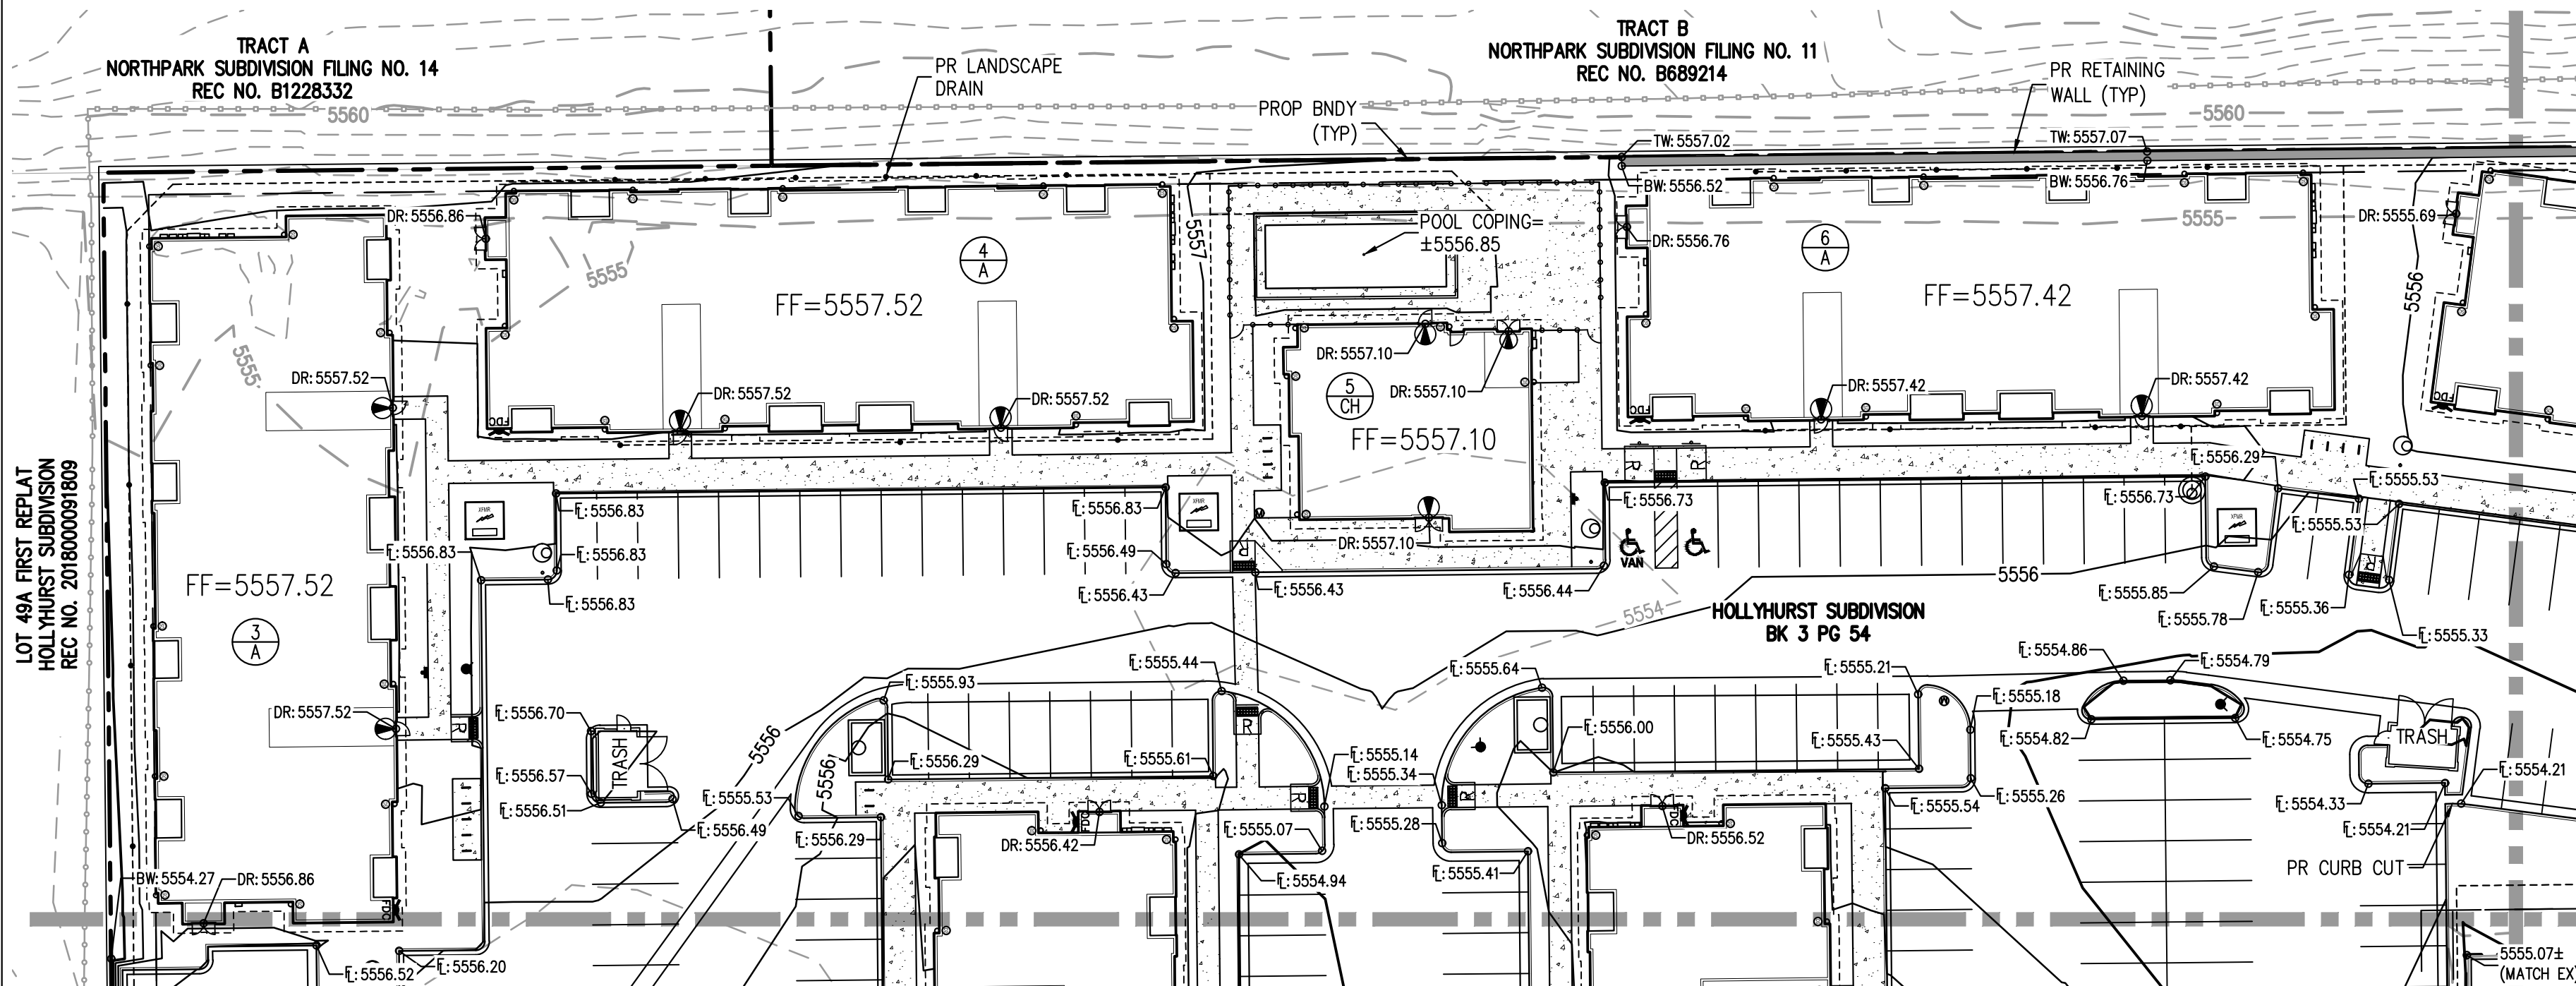 TRACT A
NORTHPARK SUBDIVISION FILING NO. 14
REC NO. B1228332
TRACT B
NORTHPARK SUBDIVISION FILING NO. 11
REC NO. B689214
PR LANDSCAPE
DRAIN
PROP BNDY
(TYP)
PR RETAINING
WALL (TYP)
5560
5560
TW: 5557.02
TW: 5557.07
BW: 5556.52
BW: 5556.76
DR: 5556.86
5557
POOL COPING=
±5556.85
DR: 5556.76
5555
DR: 5555.69
4
A
6
A
5555
FF=5557.52
FF=5557.42
5556
5555
DR: 5557.10
DR: 5557.52
DR: 5557.52
DR: 5557.52
5
CH
DR: 5557.10
DR: 5557.42
DR: 5557.42
FDC
FDC
FDC
FF=5557.10
LOT 49A FIRST REPLAT
HOLLYHURST SUBDIVISION
REC NO. 2018000091809
R
R
FL: 5556.29
FL: 5555.53
XFMR
XFMR
XFMR
FL: 5556.83
FL: 5556.83
FL: 5556.73
FL: 5556.73
FL: 5555.53
W
FL: 5556.83
FL: 5556.83
FL: 5556.49
R
DR: 5557.10
VAN
R
FL: 5556.83
FL: 5556.43
FL: 5556.43
FL: 5556.44
5556
FL: 5555.85
FL: 5555.36
FF=5557.52
5554
HOLLYHURST SUBDIVISION
BK 3 PG 54
FL: 5555.78
FL: 5555.33
3
A
FL: 5555.44
FL: 5555.64
FL: 5555.21
FL: 5554.86
FL: 5554.79
FL: 5555.93
FL: 5555.18
W
DR: 5557.52
R
FL: 5556.70
R
FL: 5556.00
5556
TRASH
FL: 5556.29
FL: 5555.61
FL: 5555.14
FL: 5555.43
FL: 5554.82
FL: 5554.75
TRASH
FL: 5556.57
5556
FL: 5555.34
FL: 5554.21
FL: 5556.51
FL: 5555.53
R
R
FL: 5555.54
FL: 5555.26
FL: 5554.33
FL: 5556.49
FL: 5556.29
FDC
FL: 5555.07
FL: 5555.28
FDC
FL: 5554.21
DR: 5556.42
DR: 5556.52
BW: 5554.27
DR: 5556.86
FL: 5554.94
FL: 5555.41
PR CURB CUT
FDC
FL: 5556.52
FL: 5556.20
5555.07±
(MATCH EX)